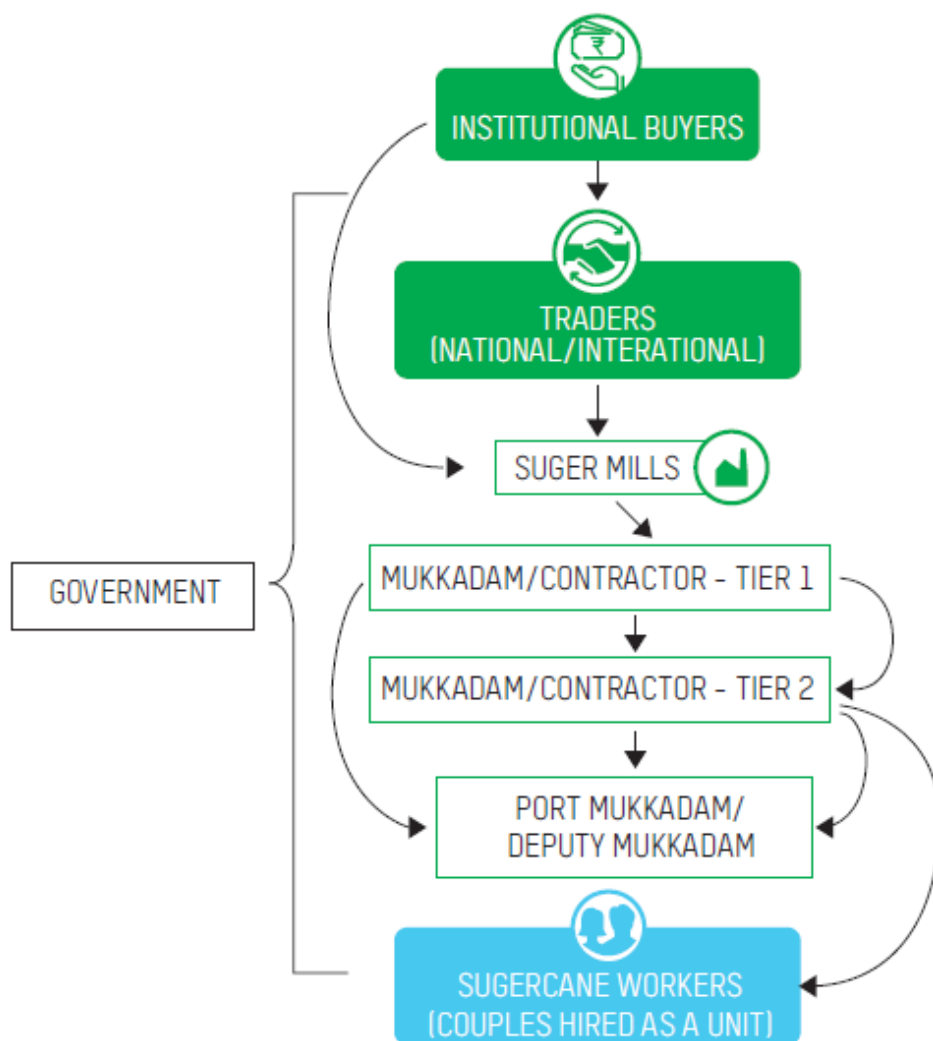 ₹
INSTITUTIONAL BUYERS
TRADERS
(NATIONAL/INTERATIONAL)
SUGER MILLS
MUKKADAM/CONTRACTOR - TIER 1
GOVERNMENT
MUKKADAM/CONTRACTOR - TIER 2
PORT MUKKADAM/
DEPUTY MUKKADAM
SUGERCANE WORKERS
(COUPLES HIRED AS A UNIT)